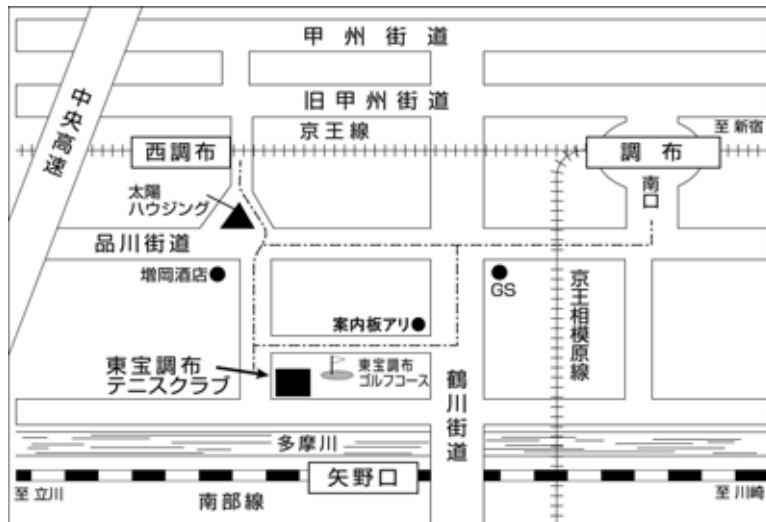 甲州街道
旧甲州街道
中央高速
京王線
至 新宿
西調布
調布
南口
太陽
ハウジング
品川街道
増岡酒店
GS
京王相模原線
案内板アリ
東宝調布
テニスクラブ
東宝調布
ゴルフコース
鶴川街道
多摩川
矢野口
至 立川
南部線
至 川崎